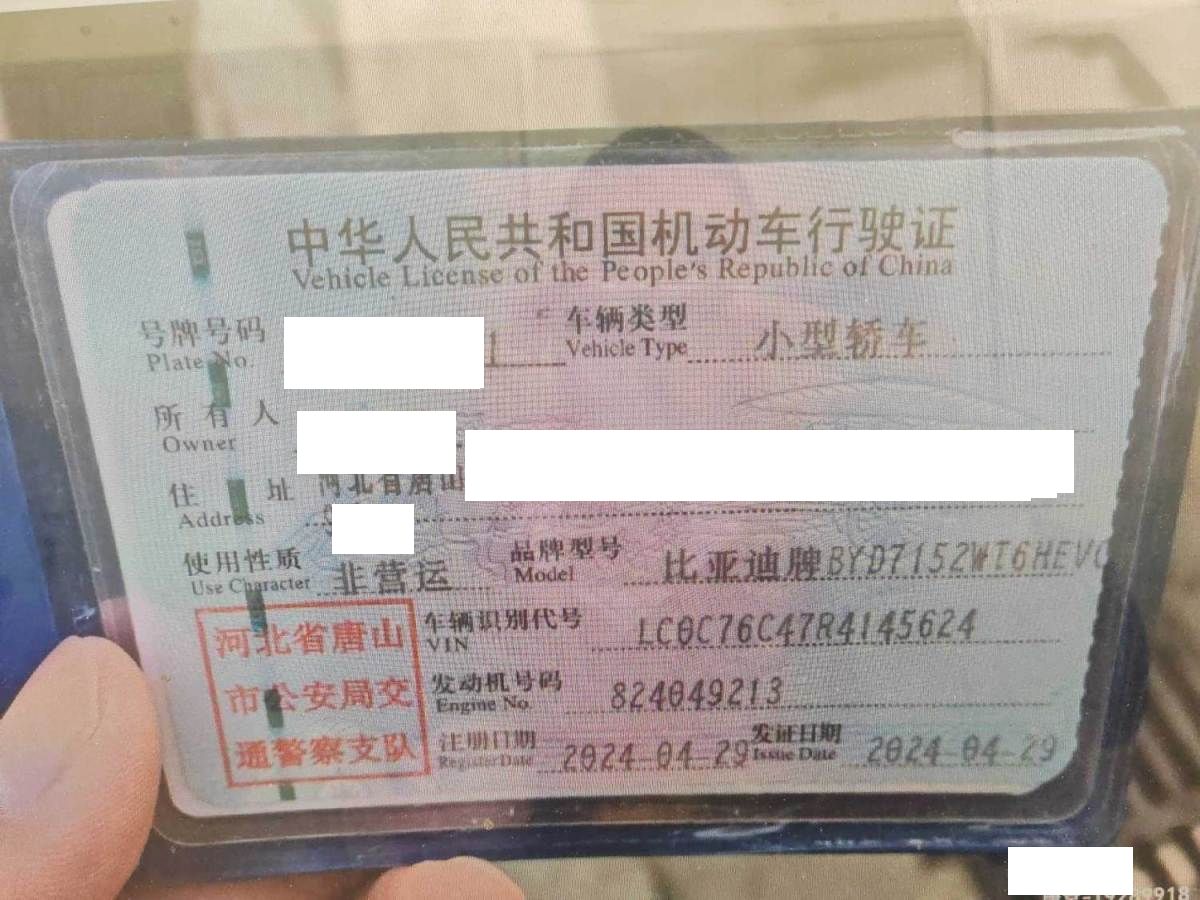 中华人民共和国机动车行驶证
Vehicle License of the People's Republic of China
号牌号码 车辆类型 小型轿车
Plate No. Vehicle Type
所有人
Owner
住址 河北省唐山
Address
使用性质 非营运 品牌型号 比亚迪牌BYD7152WT6HEVC
Use Character Model
河北省唐山
市公安局交
通警察支队
车辆识别代号 LC0C76C47R4145624
VIN
发动机号码 824049213
Engine No.
注册日期 2024-04-29 发证日期 2024-04-29
Register Date Issue Date